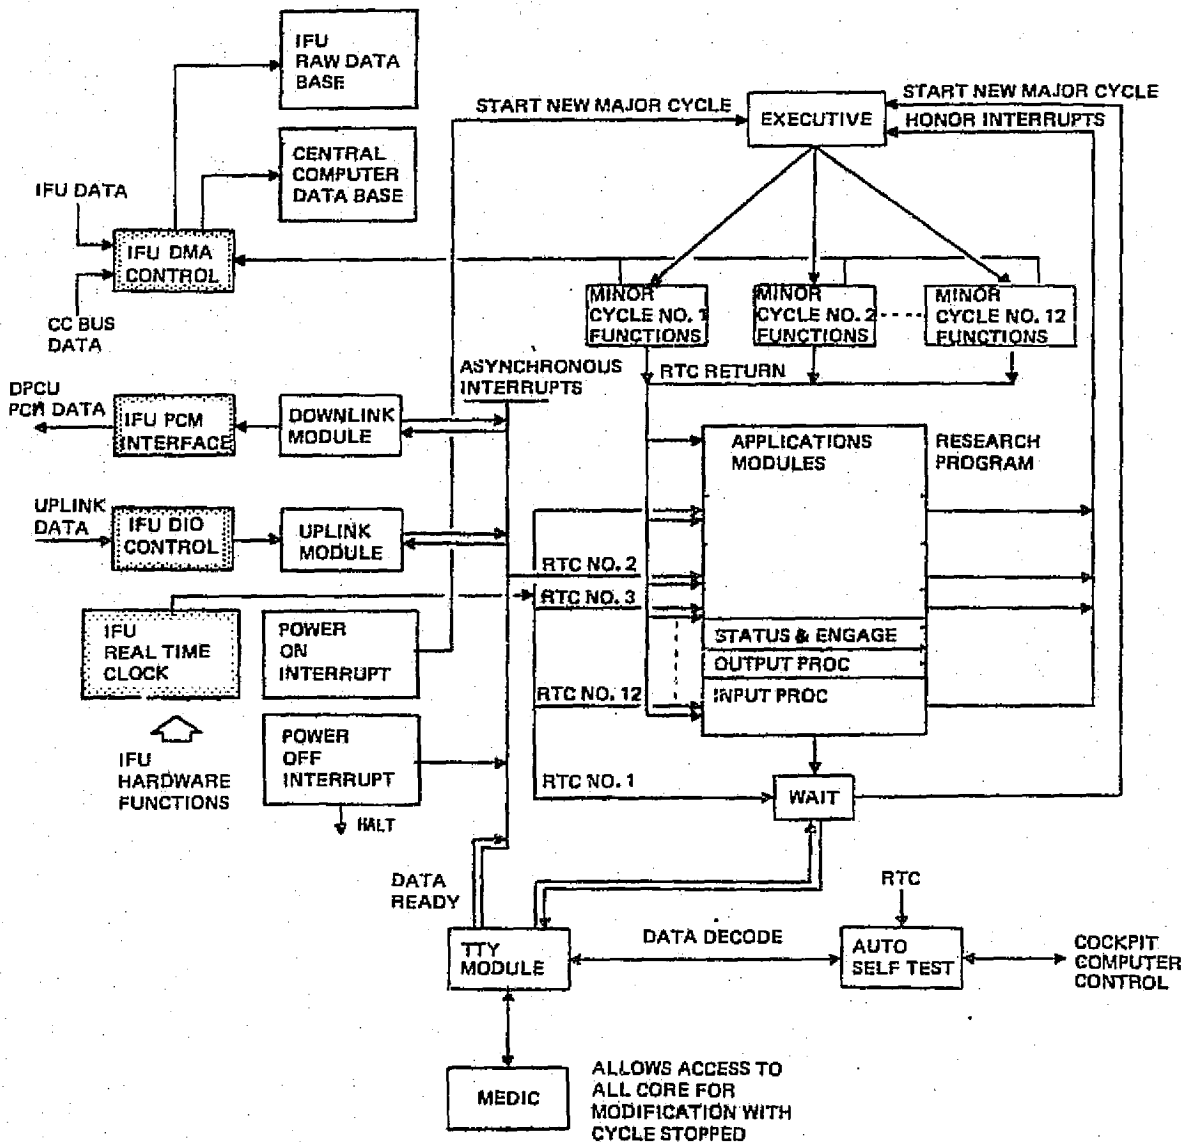 IFU
RAW DATA
BASE
START NEW MAJOR CYCLE
EXECUTIVE
START NEW MAJOR CYCLE
HONOR INTERRUPTS
CENTRAL
COMPUTER
DATA BASE
IFU DATA
IFU DMA
CONTROL
CC BUS
DATA
MINOR
CYCLE NO. 1
FUNCTIONS
MINOR
CYCLE NO. 2
FUNCTIONS
MINOR
CYCLE NO. 12
FUNCTIONS
ASYNCHRONOUS
INTERRUPTS
RTC RETURN
DPCU
PCM DATA
IFU PCM
INTERFACE
DOWNLINK
MODULE
APPLICATIONS
MODULES
RESEARCH
PROGRAM
UPLINK
DATA
IFU DIO
CONTROL
UPLINK
MODULE
RTC NO. 2
RTC NO. 3
IFU
REAL TIME
CLOCK
POWER
ON
INTERRUPT
STATUS & ENGAGE
OUTPUT PROC
INPUT PROC
RTC NO. 12
IFU
HARDWARE
FUNCTIONS
POWER
OFF
INTERRUPT
HALT
RTC NO. 1
WAIT
DATA
READY
RTC
TTY
MODULE
DATA DECODE
AUTO
SELF TEST
COCKPIT
COMPUTER
CONTROL
MEDIC
ALLOWS ACCESS TO
ALL CORE FOR
MODIFICATION WITH
CYCLE STOPPED